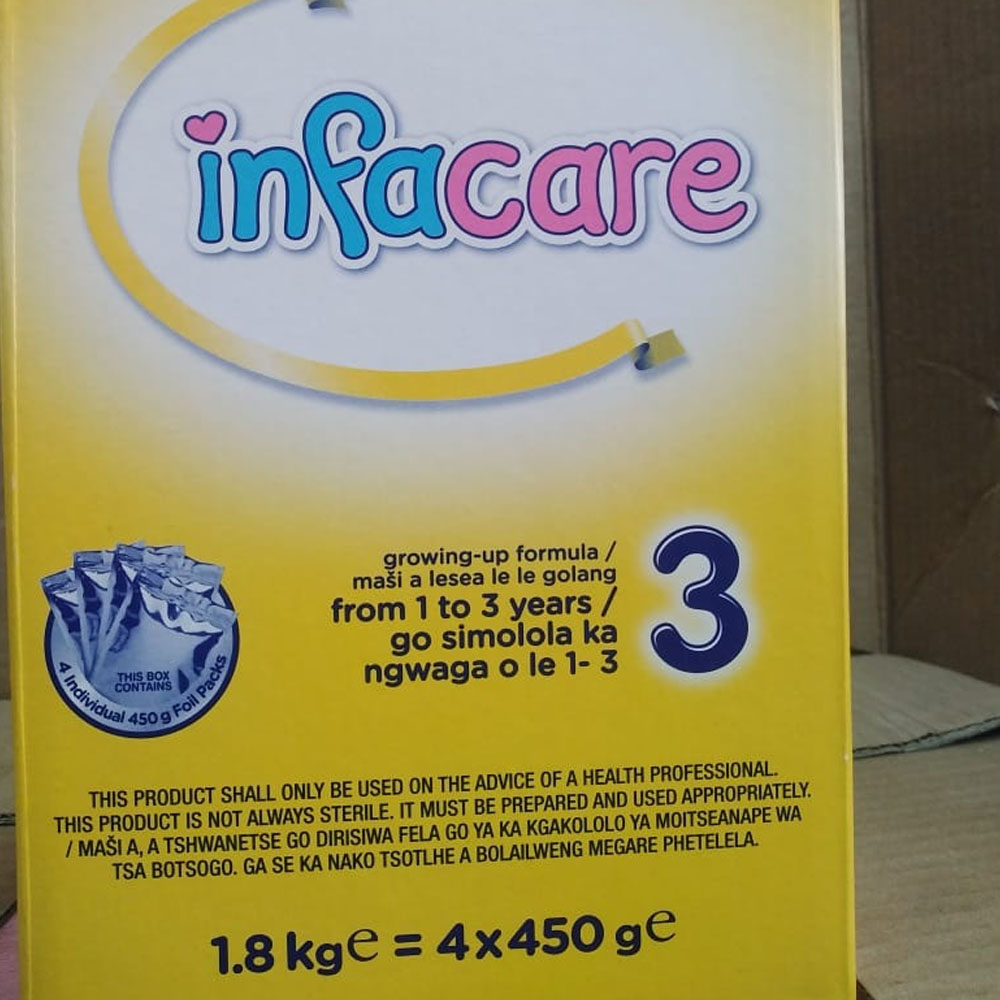 infacare
growing-up formula /
maši a lesea le le golang
from 1 to 3 years /
go simolola ka
ngwaga o le 1- 3
3
THIS BOX
CONTAINS
4 Individual 450 g Foil Packs
THIS PRODUCT SHALL ONLY BE USED ON THE ADVICE OF A HEALTH PROFESSIONAL.
THIS PRODUCT IS NOT ALWAYS STERILE. IT MUST BE PREPARED AND USED APPROPRIATELY.
/ MAŠI A, A TSHWANETSE GO DIRISIWA FELA GO YA KA KGAKOLOLO YA MOITSEANAPE WA
TSA BOTSOGO. GA SE KA NAKO TSOTLHE A BOLAILWENG MEGARE PHETELELA.
1.8 kg℮ = 4x450 g℮